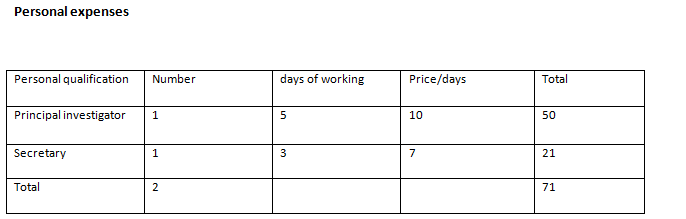 Personal expenses
Personal qualification Number days of working Price/days Total
Principal investigator 1 5 10 50
Secretary 1 3 7 21
Total 2 71